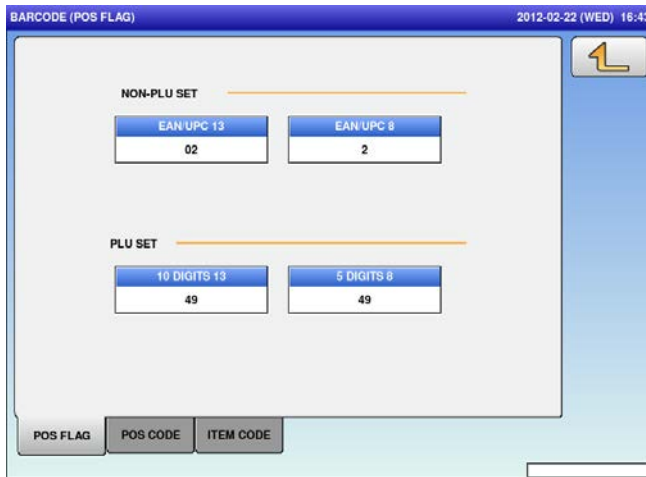 BARCODE (POS FLAG) 2012-02-22 (WED) 16:43
NON-PLU SET
EAN/UPC 13 EAN/UPC 8
02 2
PLU SET
10 DIGITS 13 5 DIGITS 8
49 49
POS FLAG POS CODE ITEM CODE